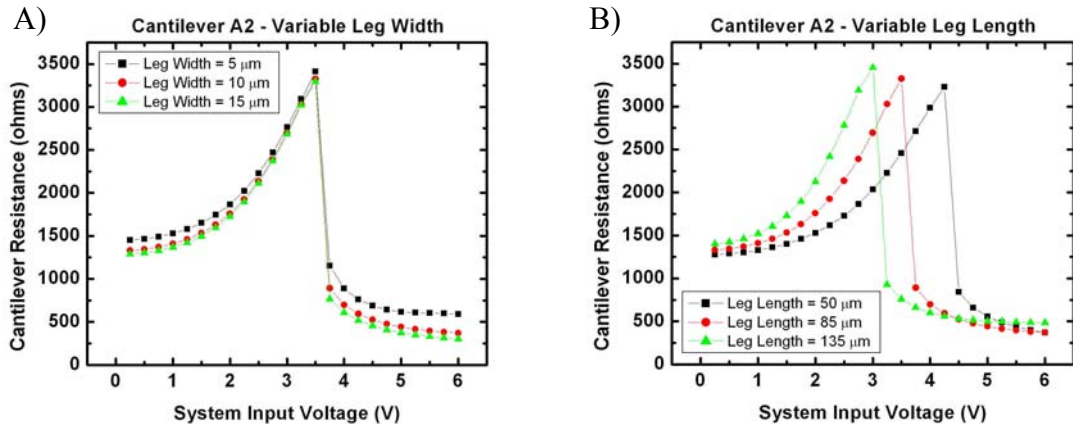 A)
Cantilever A2 - Variable Leg Width
Leg Width = 5 μm
Leg Width = 10 μm
Leg Width = 15 μm
Cantilever Resistance (ohms)
3500
3000
2500
2000
1500
1000
500
0
0 1 2 3 4 5 6
System Input Voltage (V)
B)
Cantilever A2 - Variable Leg Length
Cantilever Resistance (ohms)
3500
3000
2500
2000
1500
1000
500
0
Leg Length = 50 μm
Leg Length = 85 μm
Leg Length = 135 μm
0 1 2 3 4 5 6
System Input Voltage (V)